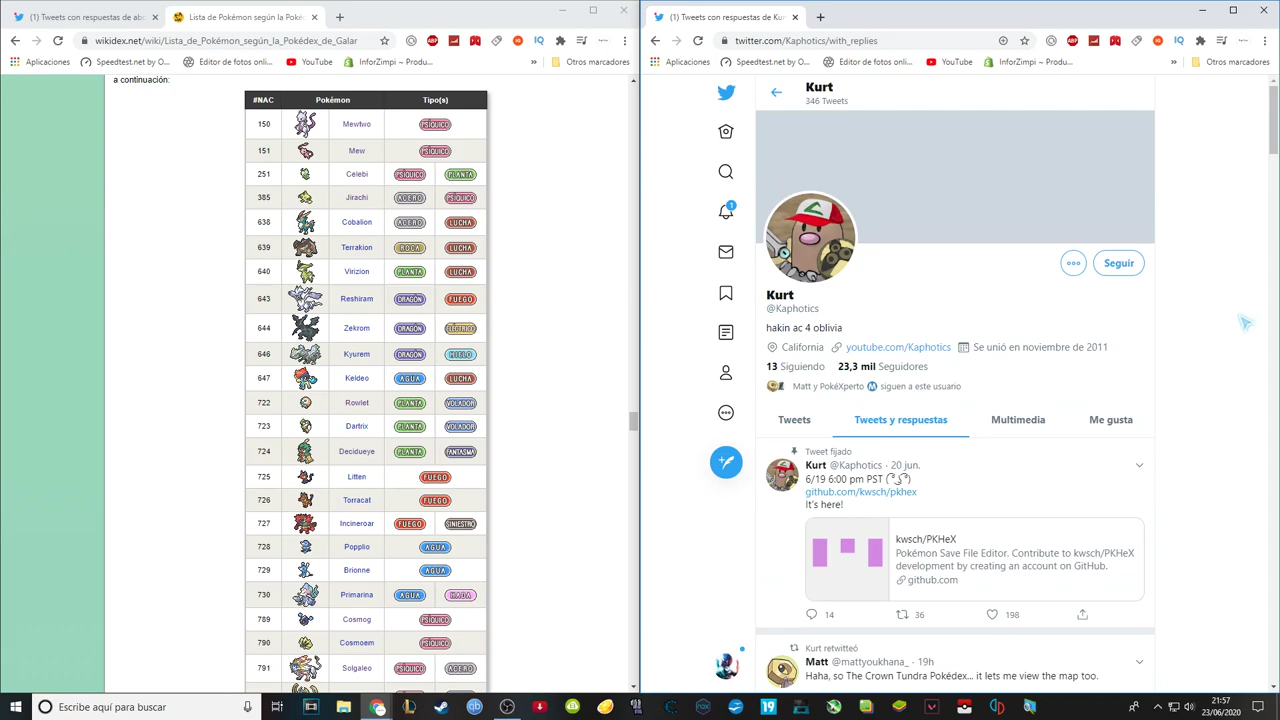 (1) Tweets con respuestas de abo
Lista de Pokémon según la Poké
wikidex.net/wiki/Lista_de_Pokémon_según_la_Pokédex_de_Galar
Aplicaciones
Speedtest.net by O...
Editor de fotos onli...
YouTube
InforZimpi ~ Produ...
»
Otros marcadores
a continuación:
#NAC Pokémon Tipo(s)
150 Mewtwo PSÍQUICO
151 Mew PSÍQUICO
251 Celebi PSÍQUICO PLANTA
385 Jirachi ACERO PSÍQUICO
638 Cobalion ACERO LUCHA
639 Terrakion ROCA LUCHA
640 Virizion PLANTA LUCHA
643 Reshiram DRAGÓN FUEGO
644 Zekrom DRAGÓN ELÉCTRICO
646 Kyurem DRAGÓN HIELO
647 Keldeo AGUA LUCHA
722 Rowlet PLANTA VOLADOR
723 Dartrix PLANTA VOLADOR
724 Decidueye PLANTA FANTASMA
725 Litten FUEGO
726 Torracat FUEGO
727 Incineroar FUEGO SINIESTRO
728 Popplio AGUA
729 Brionne AGUA
730 Primarina AGUA HADA
789 Cosmog PSÍQUICO
790 Cosmoem PSÍQUICO
791 Solgaleo PSÍQUICO ACERO
(1) Tweets con respuestas de Kur
twitter.com/Kaphotics/with_replies
Aplicaciones
Speedtest.net by O...
Editor de fotos onli...
YouTube
InforZimpi ~ Produ...
»
Otros marcadores
Kurt
346 Tweets
1
Seguir
Kurt
@Kaphotics
hakin ac 4 oblivia
California youtube.com/Kaphotics Se unió en noviembre de 2011
13 Siguiendo 23,3 mil Seguidores
Matt y PokéXperto M siguen a este usuario
Tweets Tweets y respuestas Multimedia Me gusta
Tweet fijado
Kurt @Kaphotics · 20 jun.
6/19 6:00 pm PST ( ͡° ͜ʖ ͡°)
github.com/kwsch/pkhex
It's here!
kwsch/PKHeX
Pokémon Save File Editor. Contribute to kwsch/PKHeX
development by creating an account on GitHub.
github.com
14 36 198
Kurt retwitteó
Matt @mattyoukhana_ · 19h
Haha, so The Crown Tundra Pokédex... it lets me view the map too.
Escribe aquí para buscar
21:57
23/06/2020